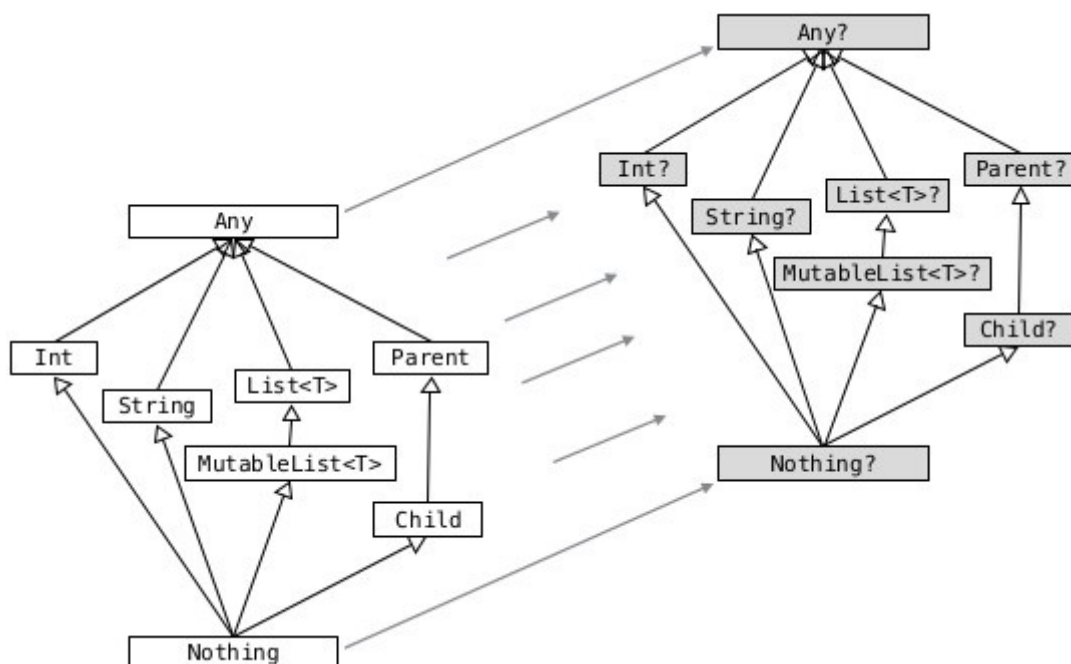 Any?
Int?
Parent?
List<T>?
String?
MutableList<T>?
Child?
Nothing?
Any
Int
Parent
List<T>
String
MutableList<T>
Child
Nothing